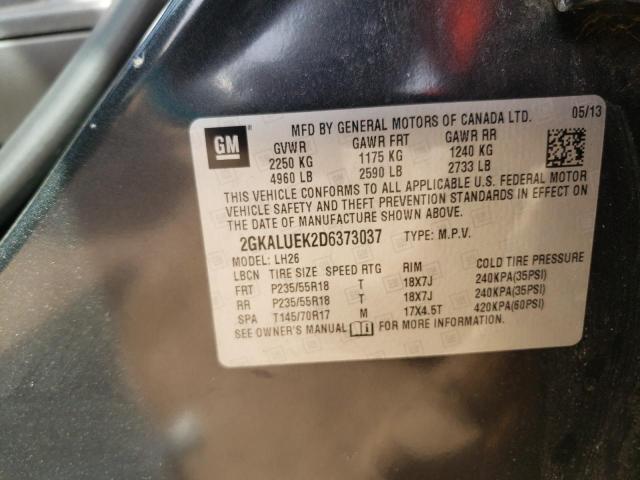 GM
MFD BY GENERAL MOTORS OF CANADA LTD. 05/13
GVWR GAWR FRT GAWR RR
2250 KG 1175 KG 1240 KG
4960 LB 2590 LB 2733 LB
THIS VEHICLE CONFORMS TO ALL APPLICABLE U.S. FEDERAL MOTOR
VEHICLE SAFETY AND THEFT PREVENTION STANDARDS IN EFFECT ON
THE DATE OF MANUFACTURE SHOWN ABOVE.
2GKALUEK2D6373037 TYPE: M.P.V.
MODEL: LH26
LBCN TIRE SIZE SPEED RTG RIM COLD TIRE PRESSURE
FRT P235/55R18 T 18X7J 240KPA(35PSI)
RR P235/55R18 T 18X7J 240KPA(35PSI)
SPA T145/70R17 M 17X4.5T 420KPA(60PSI)
SEE OWNER'S MANUAL FOR MORE INFORMATION.